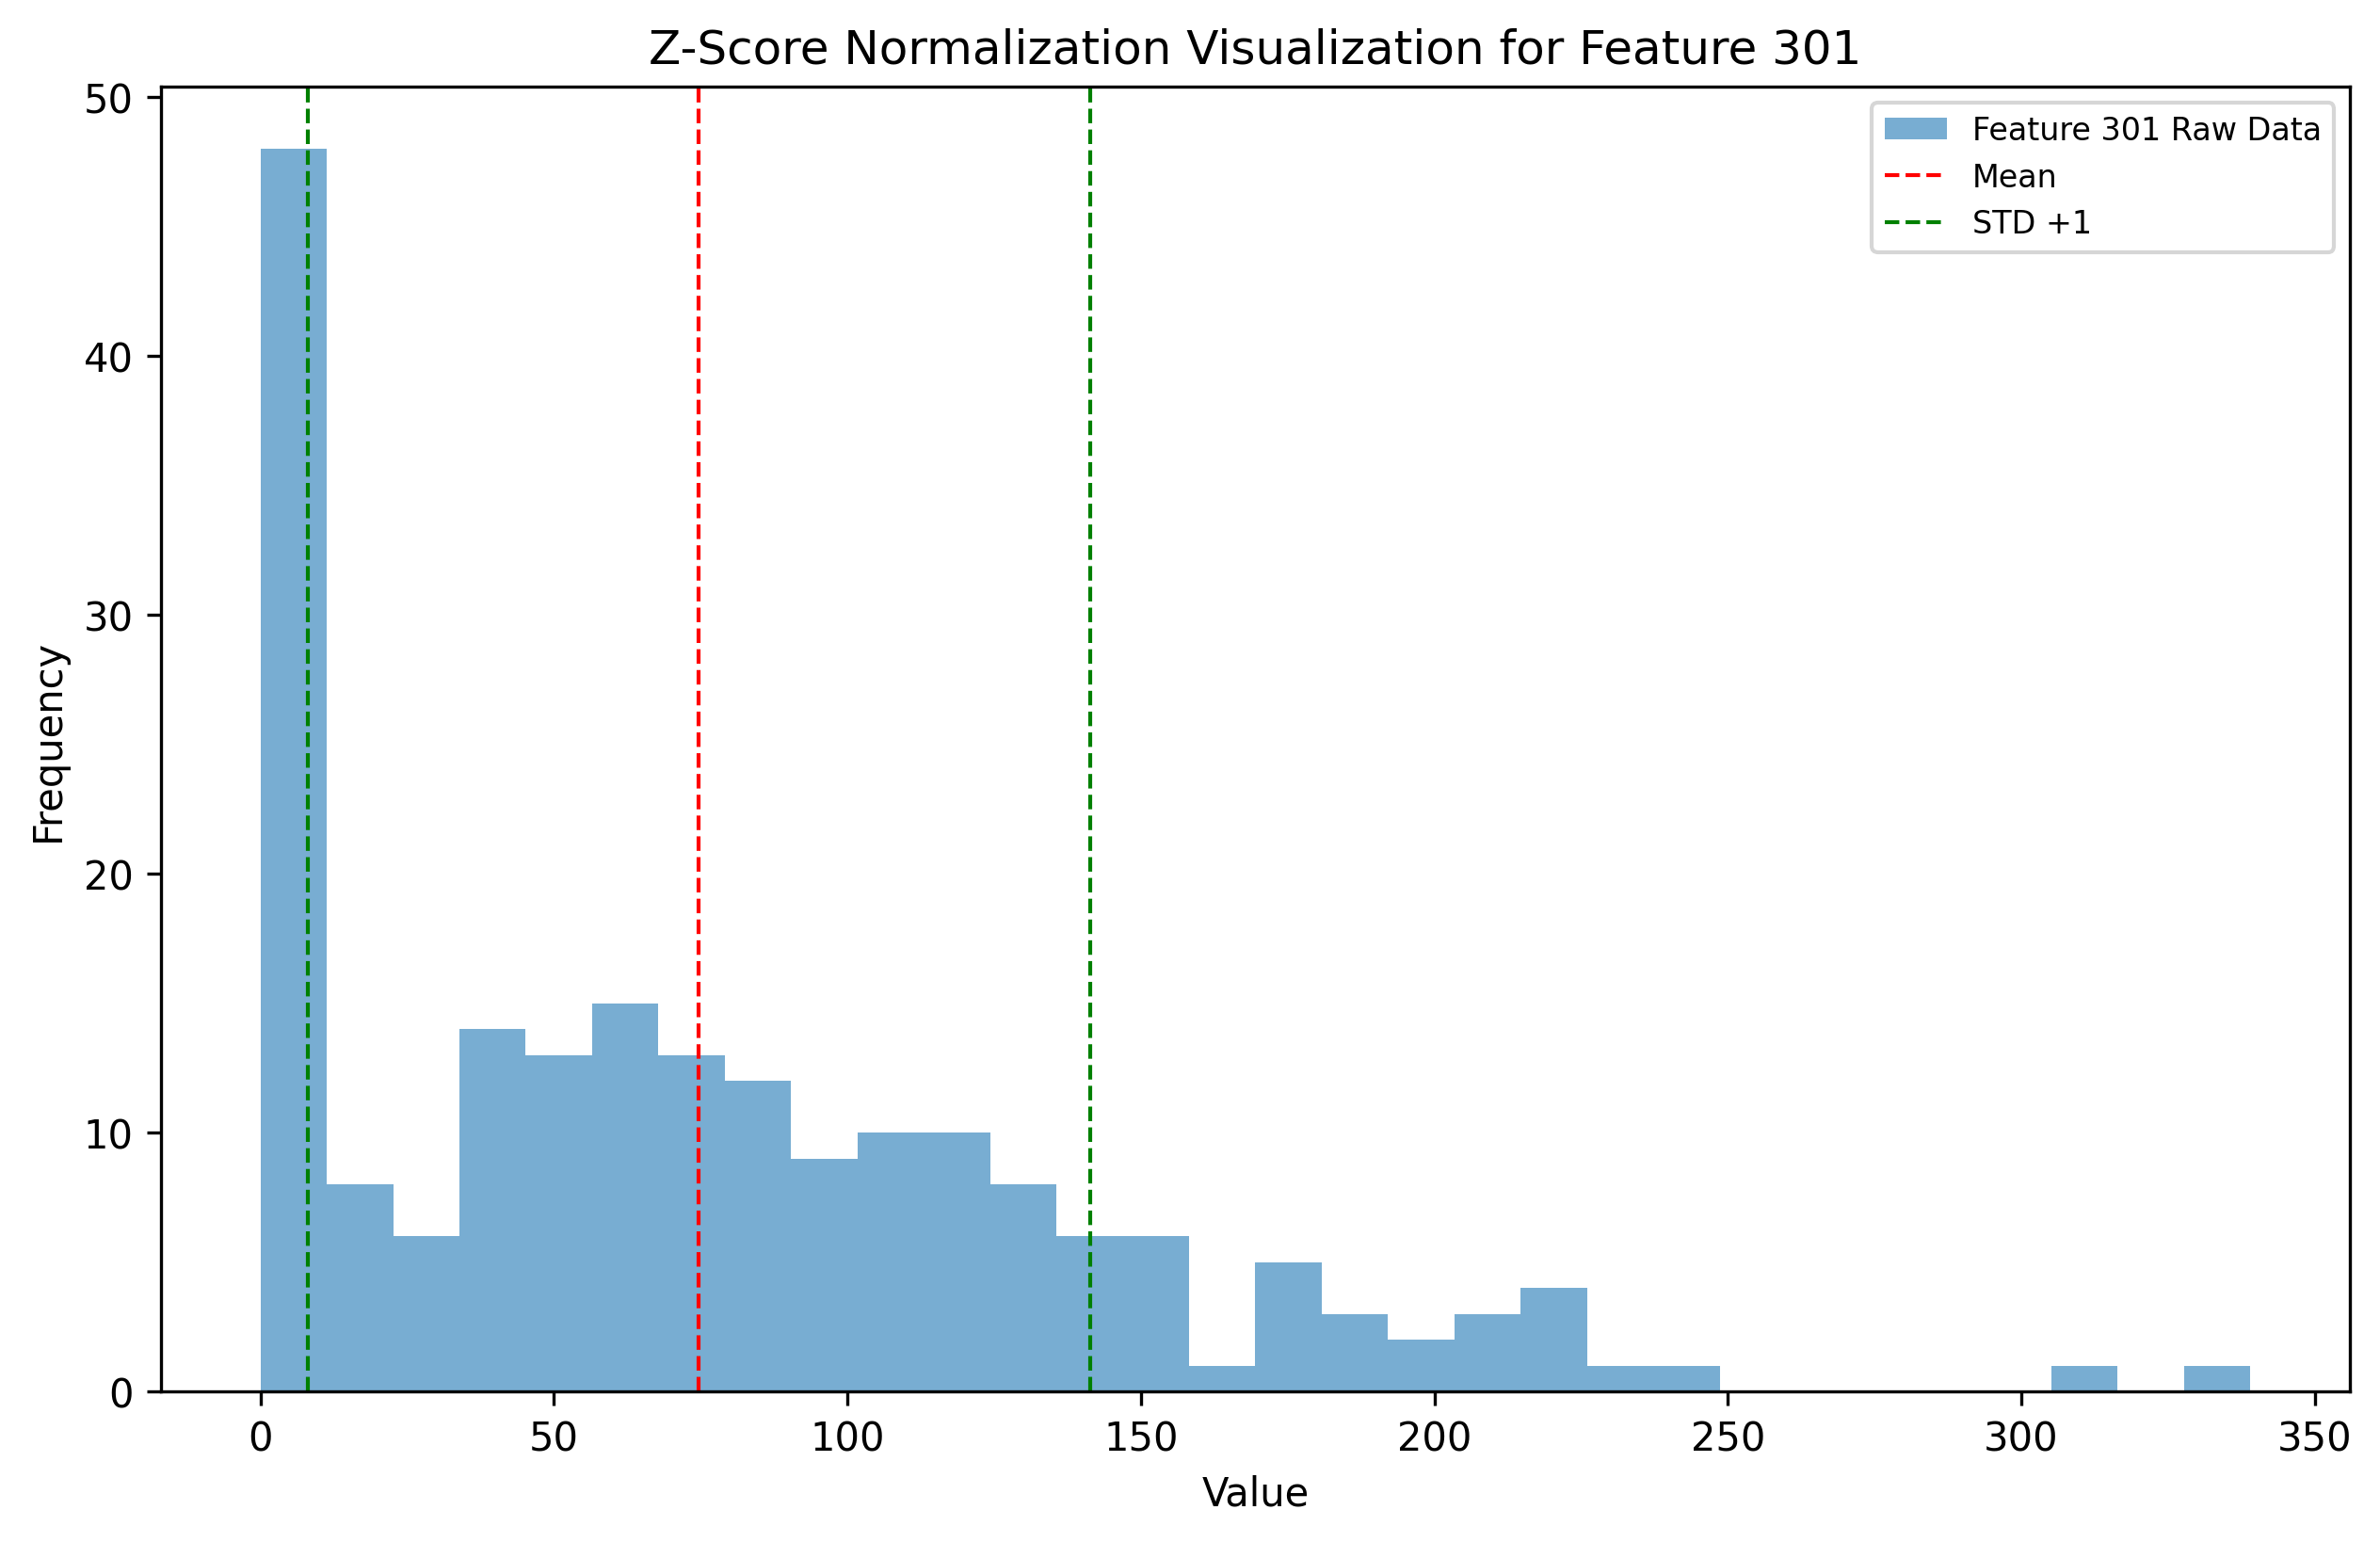 Z-Score Normalization Visualization for Feature 301
Feature 301 Raw Data
Mean
STD +1
50
40
30
20
10
0
Frequency
0 50 100 150 200 250 300 350
Value